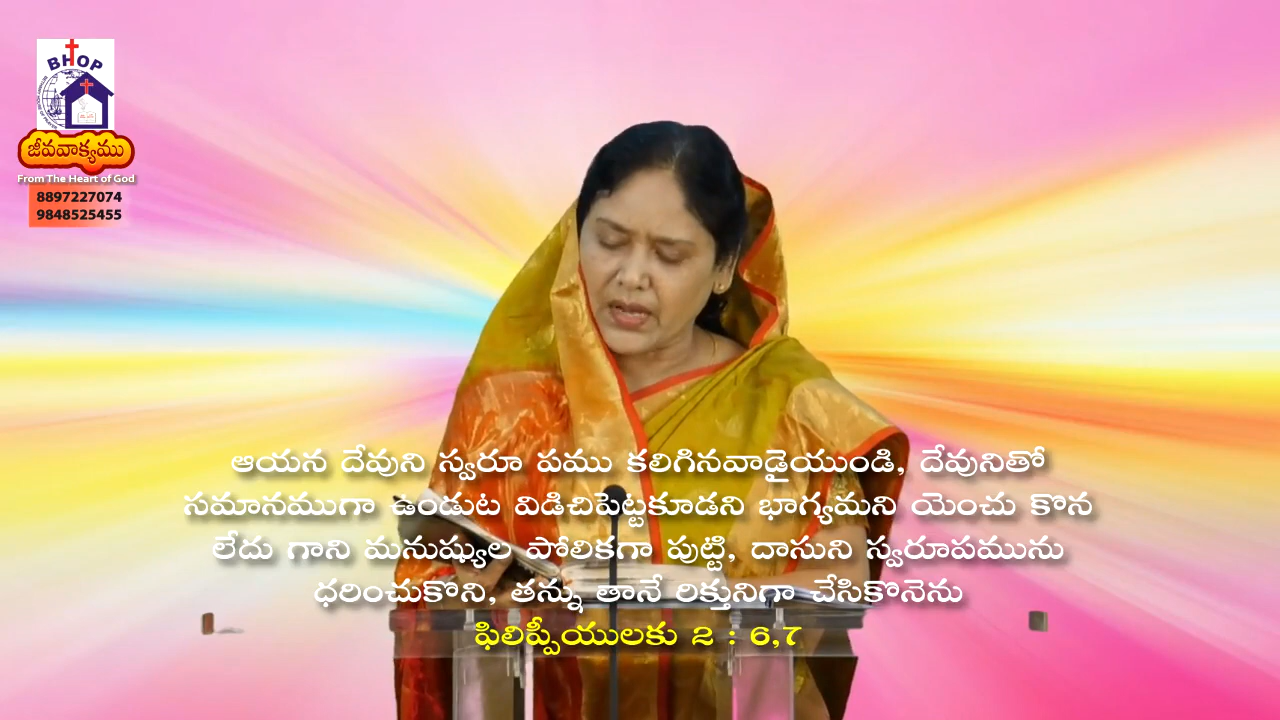 BHOP
జీవవాక్యము
From The Heart of God
8897227074
9848525455
ఆయన దేవుని స్వరూ పము కలిగినవాడైయుండి, దేవునితో
సమానముగా ఉండుట విడిచిపెట్టకూడని భాగ్యమని యెంచు కొన
లేదు గాని మనుష్యుల పోలికగా పుట్టి, దాసుని స్వరూపమును
ధరించుకొని, తన్ను తానే రిక్తునిగా చేసికొనెను
ఫిలిప్పీయులకు 2 : 6,7